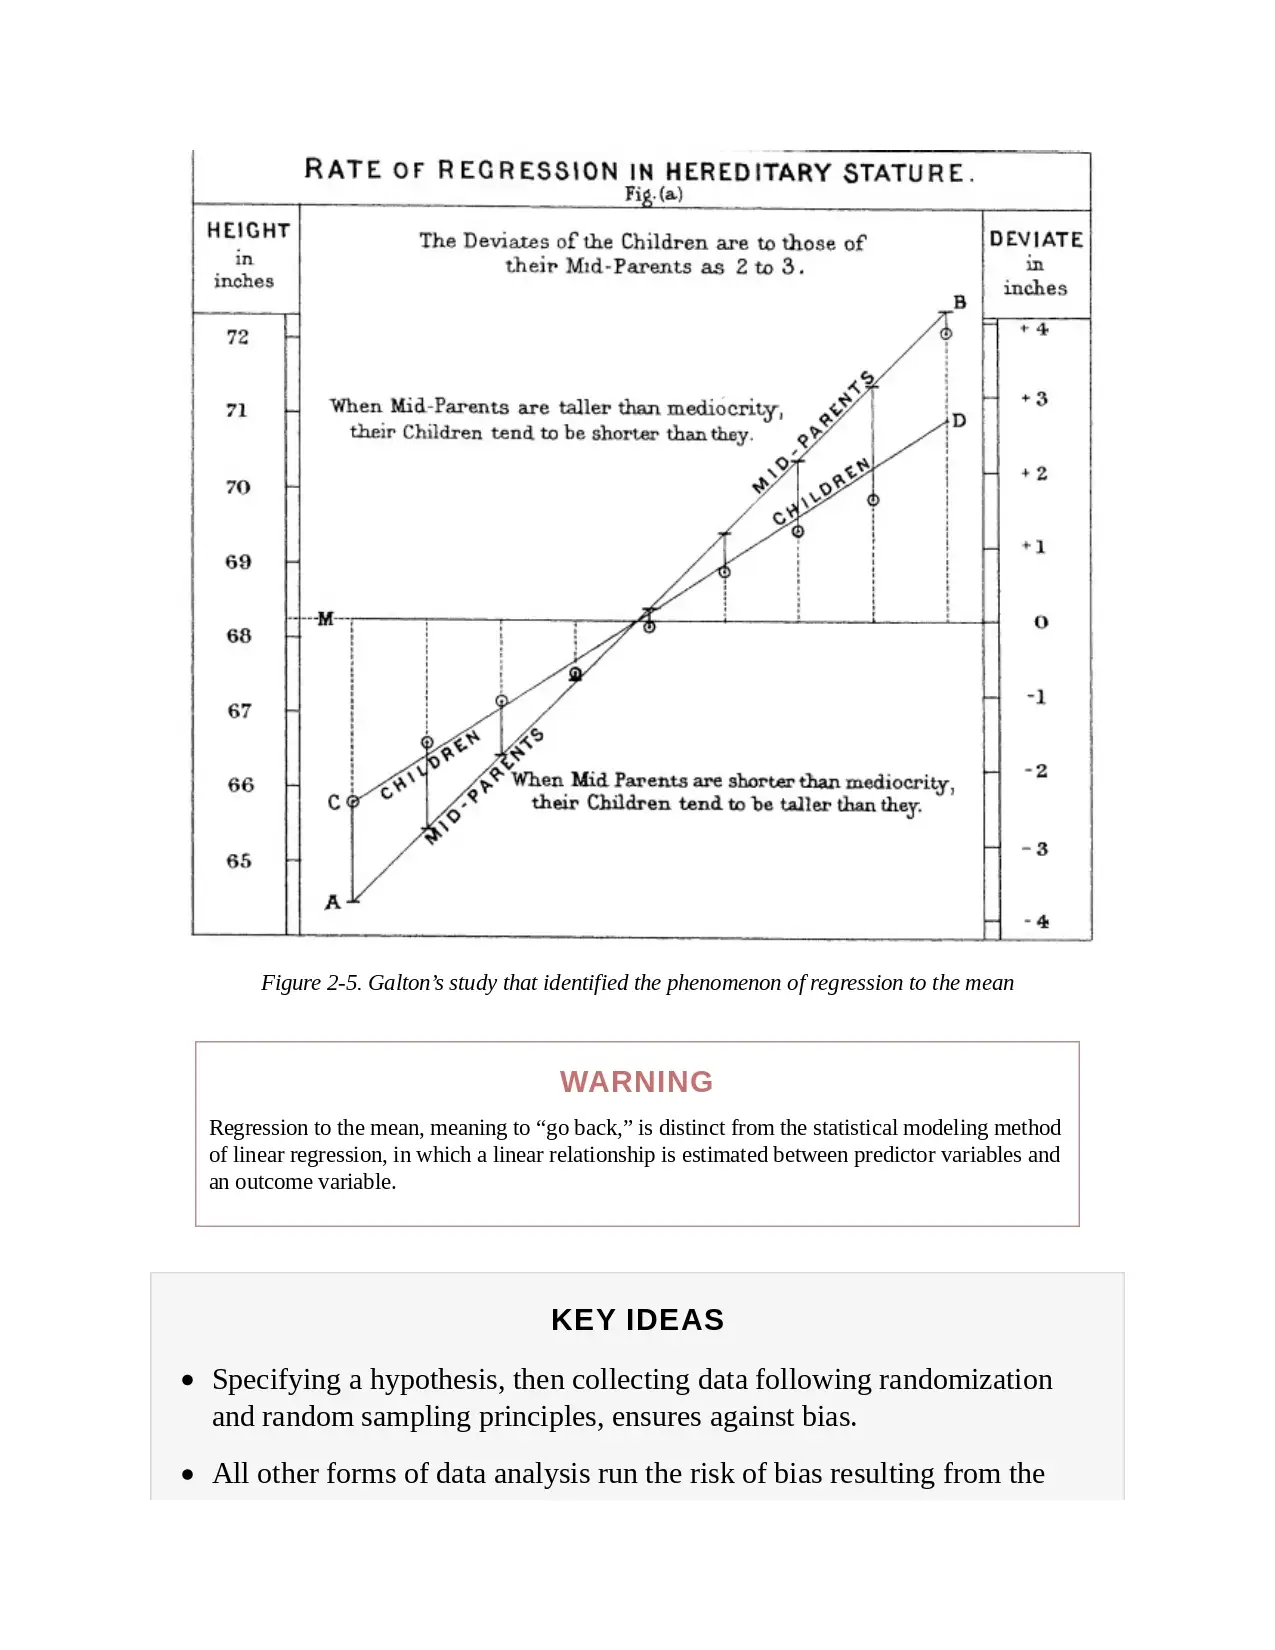 RATE OF REGRESSION IN HEREDITARY STATURE.
Fig. (a)
HEIGHT
in
inches
The Deviates of the Children are to those of
their Mid-Parents as 2 to 3.
DEVIATE
in
inches
B
72
+ 4
MID-PARENTS
71
When Mid-Parents are taller than mediocrity,
their Children tend to be shorter than they.
+ 3
D
CHILDREN
70
+ 2
69
+1
M
68
0
67
-1
CHILDREN
MID-PARENTS
66
C
When Mid Parents are shorter than mediocrity,
their Children tend to be taller than they.
-2
65
- 3
A
- 4
Figure 2-5. Galton’s study that identified the phenomenon of regression to the mean
WARNING
Regression to the mean, meaning to “go back,” is distinct from the statistical modeling method
of linear regression, in which a linear relationship is estimated between predictor variables and
an outcome variable.
KEY IDEAS
• Specifying a hypothesis, then collecting data following randomization
and random sampling principles, ensures against bias.
• All other forms of data analysis run the risk of bias resulting from the